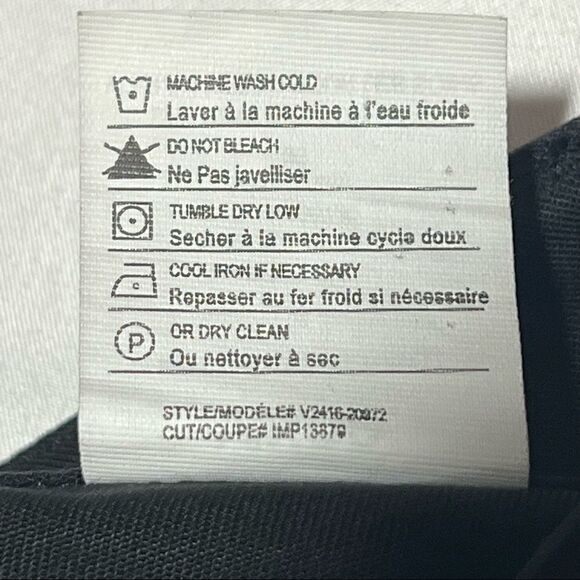 MACHINE WASH COLD
Laver à la machine à l'eau froide
DO NOT BLEACH
Ne Pas javelliser
TUMBLE DRY LOW
Secher à la machine cycle doux
COOL IRON IF NECESSARY
Repasser au fer froid si nécessaire
P
OR DRY CLEAN
Ou nettoyer à sec
STYLE/MODÉLE# V2416-20972
CUT/COUPE# IMP13879